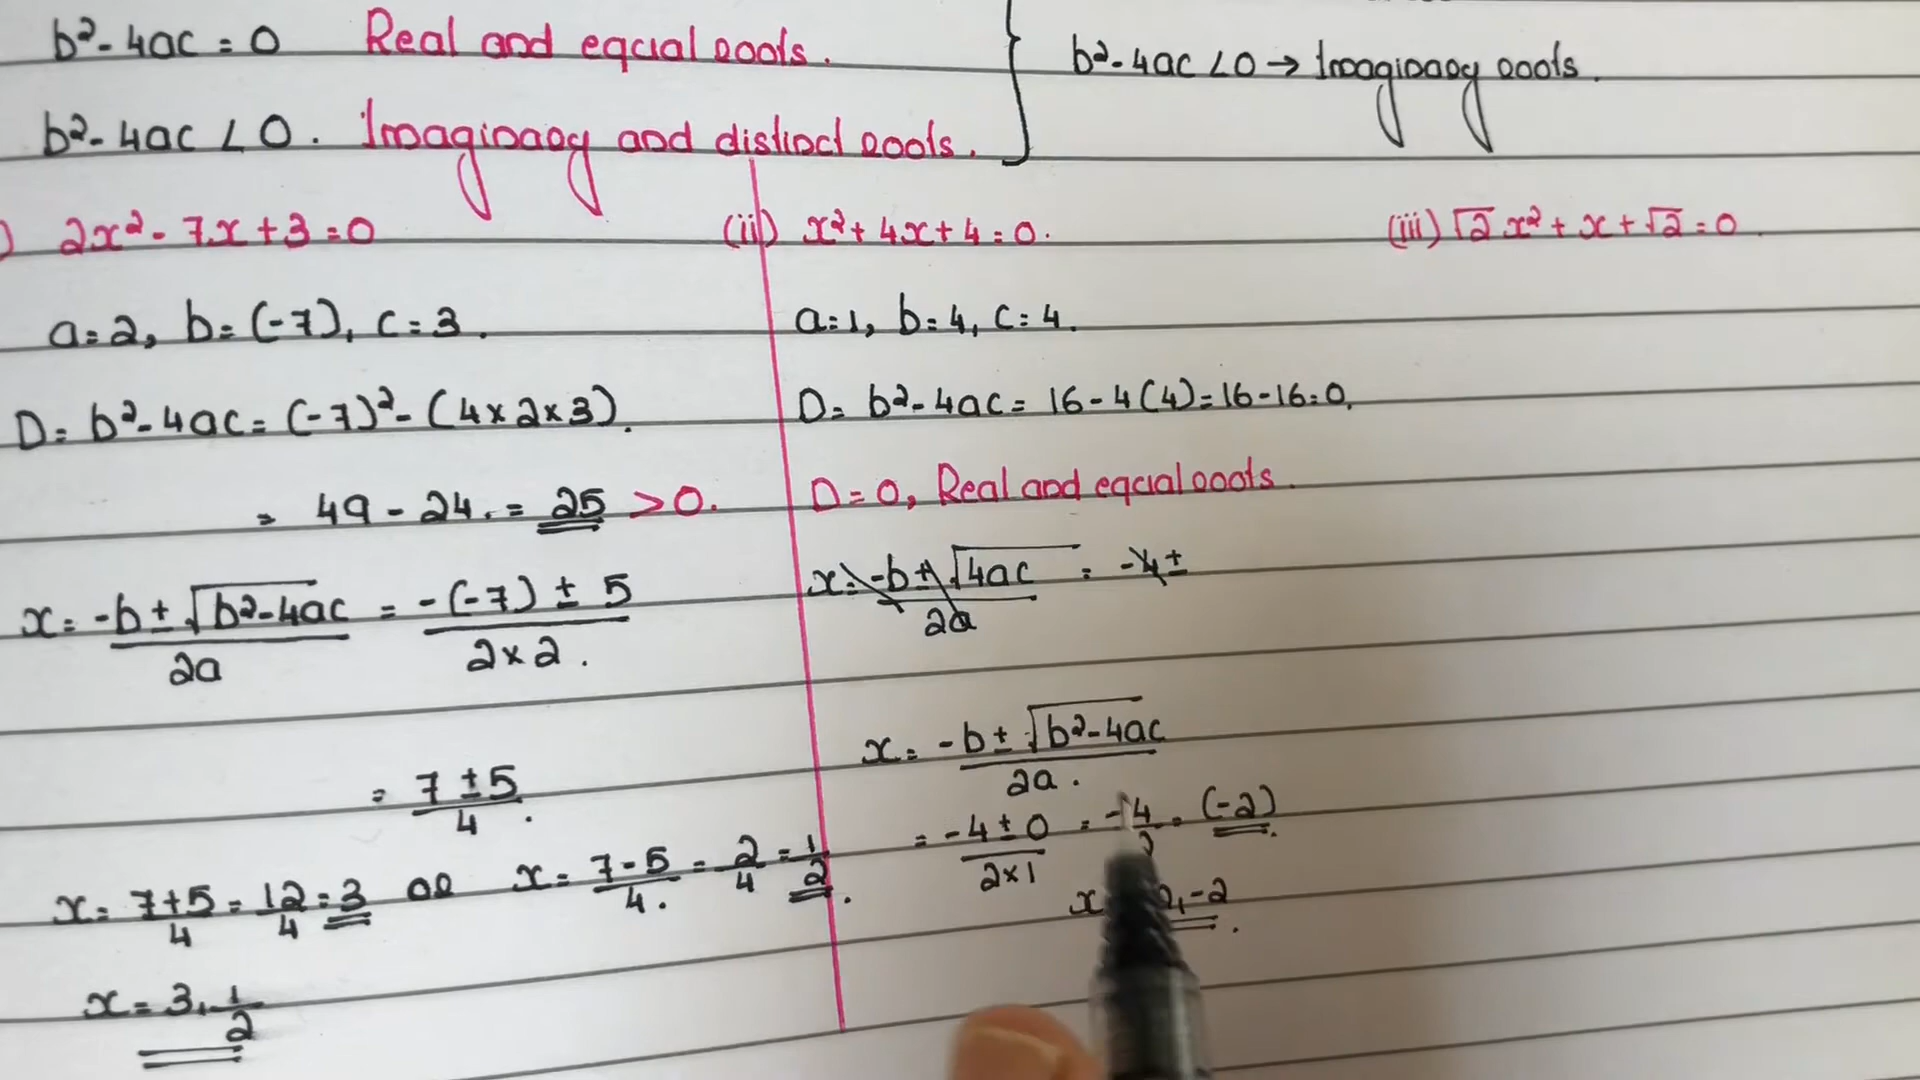 b²-4ac=0 Real and equal roots.
b²-4ac<0. Imaginary and distinct roots.
b²-4ac<0→Imaginary roots.
) 2x²-7x+3=0
a=2, b=(-7), c=3.
D=b²-4ac=(-7)²-(4×2×3).
= 49-24.=25 >0.
x=-b±√b²-4ac/2a = -(-7)±5/2×2.
= 7±5/4.
x=7+5/4=12/4=3 or x=7-5/4.=2/4=1/2.
x=3,1/2
(ii) x²+4x+4=0.
a=1, b=4, c=4.
D= b²-4ac=16-4(4)=16-16=0.
D=0, Real and equal roots.
x=-b±√4ac/2a = -4±
x=-b±√b²-4ac/2a.
=-4±0/2×1 = -4/2=(-2).
x ,-2.
(iii) √2x²+x+√2=0.